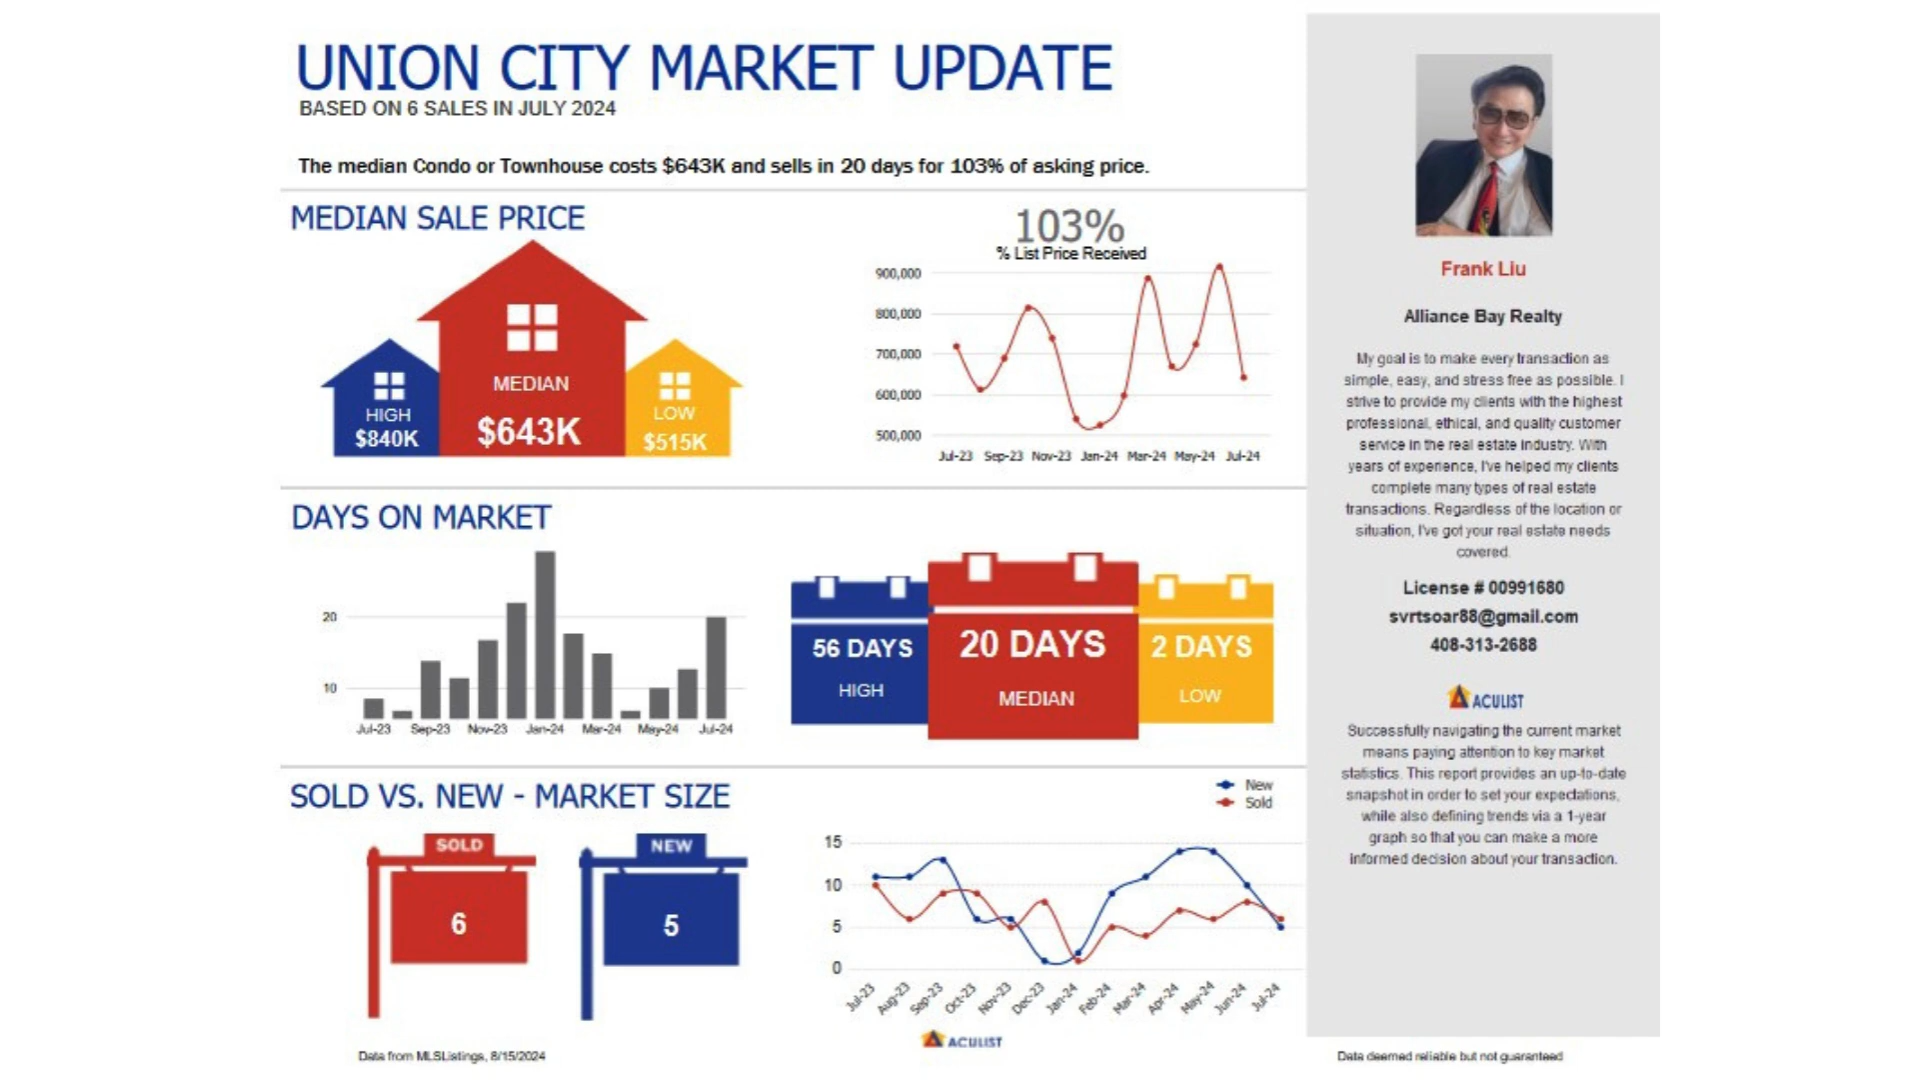 UNION CITY MARKET UPDATE
BASED ON 6 SALES IN JULY 2024
The median Condo or Townhouse costs $643K and sells in 20 days for 103% of asking price.
MEDIAN SALE PRICE
HIGH
$840K
MEDIAN
$643K
LOW
$515K
103%
% List Price Received
900,000
800,000
700,000
600,000
500,000
Jul-23 Sep-23 Nov-23 Jan-24 Mar-24 May-24 Jul-24
DAYS ON MARKET
20
10
Jul-23 Sep-23 Nov-23 Jan-24 Mar-24 May-24 Jul-24
56 DAYS
HIGH
20 DAYS
MEDIAN
2 DAYS
LOW
SOLD VS. NEW - MARKET SIZE
SOLD
6
NEW
5
New
Sold
15
10
5
0
Jul-23 Aug-23 Sep-23 Oct-23 Nov-23 Dec-23 Jan-24 Feb-24 Mar-24 Apr-24 May-24 Jun-24 Jul-24
ACULIST
Data from MLSListings, 8/15/2024
Frank Liu
Alliance Bay Realty
My goal is to make every transaction as
simple, easy, and stress free as possible. I
strive to provide my clients with the highest
professional, ethical, and quality customer
service in the real estate industry. With
years of experience, I've helped my clients
complete many types of real estate
transactions. Regardless of the location or
situation, I've got your real estate needs
covered.
License # 00991680
svrtsoar88@gmail.com
408-313-2688
ACULIST
Successfully navigating the current market
means paying attention to key market
statistics. This report provides an up-to-date
snapshot in order to set your expectations,
while also defining trends via a 1-year
graph so that you can make a more
informed decision about your transaction.
Data deemed reliable but not guaranteed